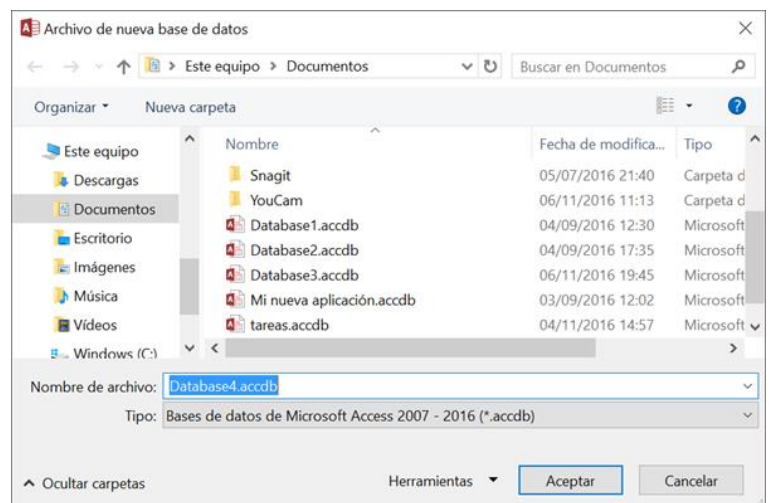 Archivo de nueva base de datos
Este equipo > Documentos
Buscar en Documentos
Organizar
Nueva carpeta
Este equipo
Descargas
Documentos
Escritorio
Imágenes
Música
Vídeos
Windows (C:)
Nombre Fecha de modifica... Tipo
Snagit 05/07/2016 21:40 Carpeta d
YouCam 06/11/2016 11:13 Carpeta d
Database1.accdb 04/09/2016 12:30 Microsoft
Database2.accdb 04/09/2016 17:35 Microsoft
Database3.accdb 06/11/2016 19:45 Microsoft
Mi nueva aplicación.accdb 03/09/2016 12:02 Microsoft
tareas.accdb 04/11/2016 14:57 Microsoft
Nombre de archivo: Database4.accdb
Tipo: Bases de datos de Microsoft Access 2007 - 2016 (*.accdb)
Ocultar carpetas
Herramientas
Aceptar
Cancelar